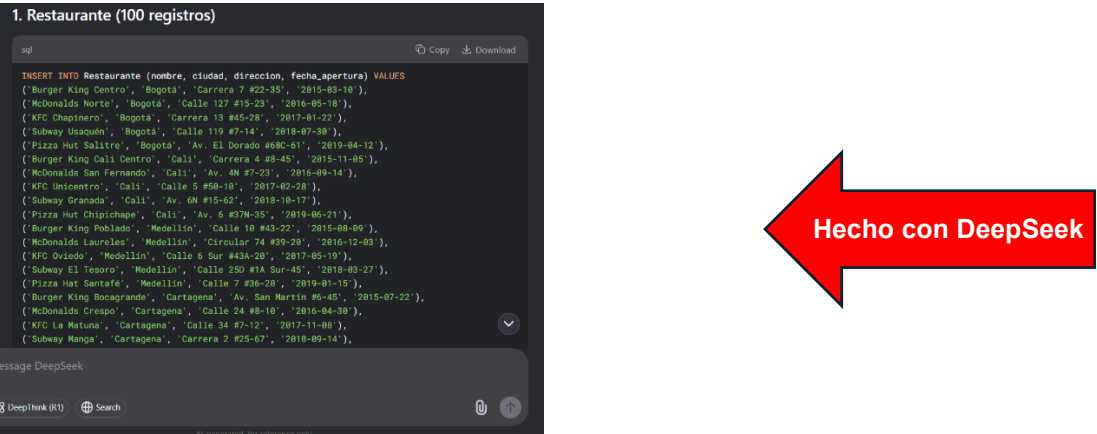 1. Restaurante (100 registros)
sql
Copy
Download
INSERT INTO Restaurante (nombre, ciudad, direccion, fecha_apertura) VALUES
('Burger King Centro', 'Bogotá', 'Carrera 7 #22-35', '2015-03-10'),
('McDonalds Norte', 'Bogotá', 'Calle 127 #15-23', '2016-05-18'),
('KFC Chapinero', 'Bogotá', 'Carrera 13 #45-28', '2017-01-22'),
('Subway Usaquén', 'Bogotá', 'Calle 119 #7-14', '2018-07-30'),
('Pizza Hut Salitre', 'Bogotá', 'Av. El Dorado #68C-61', '2019-04-12'),
('Burger King Cali Centro', 'Cali', 'Carrera 4 #8-45', '2015-11-05'),
('McDonalds San Fernando', 'Cali', 'Av. 4N #7-23', '2016-09-14'),
('KFC Unicentro', 'Cali', 'Calle 5 #50-10', '2017-02-28'),
('Subway Granada', 'Cali', 'Av. 6N #15-62', '2018-10-17'),
('Pizza Hut Chipichape', 'Cali', 'Av. 6 #37N-35', '2019-06-21'),
('Burger King Poblado', 'Medellín', 'Calle 10 #43-22', '2015-08-09'),
('McDonalds Laureles', 'Medellín', 'Circular 74 #39-20', '2016-12-03'),
('KFC Oviedo', 'Medellín', 'Calle 6 Sur #43A-20', '2017-05-19'),
('Subway El Tesoro', 'Medellín', 'Calle 25D #1A Sur-45', '2018-03-27'),
('Pizza Hat Santafé', 'Medellín', 'Calle 7 #36-20', '2019-01-15'),
('Burger King Bocagrande', 'Cartagena', 'Av. San Martín #6-45', '2015-07-22'),
('McDonalds Crespo', 'Cartagena', 'Calle 24 #8-10', '2016-04-30'),
('KFC La Matuna', 'Cartagena', 'Calle 34 #7-12', '2017-11-08'),
('Subway Manga', 'Cartagena', 'Carrera 2 #25-67', '2018-09-14'),
essage DeepSeek
DeepThink (R1)
Search
AI-generated, for reference only
Hecho con DeepSeek